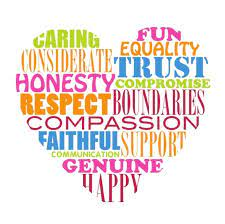 CARING FUN
CONSIDERATE EQUALITY
TRUST
HONESTY COMPROMISE
RESPECT BOUNDARIES
COMPASSION
FAITHFUL SUPPORT
COMMUNICATION
GENUINE
HAPPY